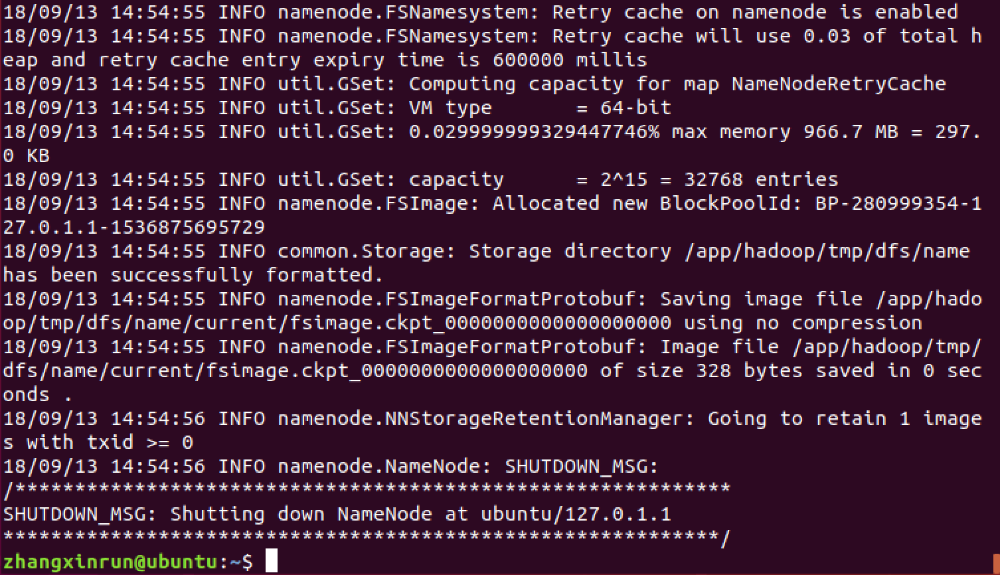 18/09/13 14:54:55 INFO namenode.FSNamesystem: Retry cache on namenode is enabled
18/09/13 14:54:55 INFO namenode.FSNamesystem: Retry cache will use 0.03 of total h
eap and retry cache entry expiry time is 600000 millis
18/09/13 14:54:55 INFO util.GSet: Computing capacity for map NameNodeRetryCache
18/09/13 14:54:55 INFO util.GSet: VM type       = 64-bit
18/09/13 14:54:55 INFO util.GSet: 0.029999999329447746% max memory 966.7 MB = 297.
0 KB
18/09/13 14:54:55 INFO util.GSet: capacity      = 2^15 = 32768 entries
18/09/13 14:54:55 INFO namenode.FSImage: Allocated new BlockPoolId: BP-280999354-1
27.0.1.1-1536875695729
18/09/13 14:54:55 INFO common.Storage: Storage directory /app/hadoop/tmp/dfs/name
has been successfully formatted.
18/09/13 14:54:55 INFO namenode.FSImageFormatProtobuf: Saving image file /app/hado
op/tmp/dfs/name/current/fsimage.ckpt_0000000000000000000 using no compression
18/09/13 14:54:55 INFO namenode.FSImageFormatProtobuf: Image file /app/hadoop/tmp/
dfs/name/current/fsimage.ckpt_0000000000000000000 of size 328 bytes saved in 0 sec
onds .
18/09/13 14:54:56 INFO namenode.NNStorageRetentionManager: Going to retain 1 image
s with txid >= 0
18/09/13 14:54:56 INFO namenode.NameNode: SHUTDOWN_MSG:
/************************************************************
SHUTDOWN_MSG: Shutting down NameNode at ubuntu/127.0.1.1
************************************************************/
zhangxinrun@ubuntu:~$